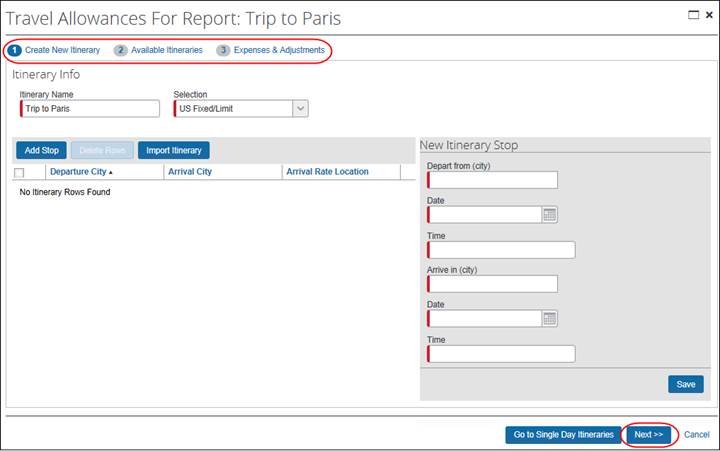 Travel Allowances For Report: Trip to Paris
1 Create New Itinerary 2 Available Itineraries 3 Expenses & Adjustments
Itinerary Info
Itinerary Name Selection
Trip to Paris US Fixed/Limit
Add Stop Delete Rows Import Itinerary
Departure City Arrival City Arrival Rate Location
No Itinerary Rows Found
New Itinerary Stop
Depart from (city)
Date
Time
Arrive in (city)
Date
Time
Save
Go to Single Day Itineraries Next >> Cancel